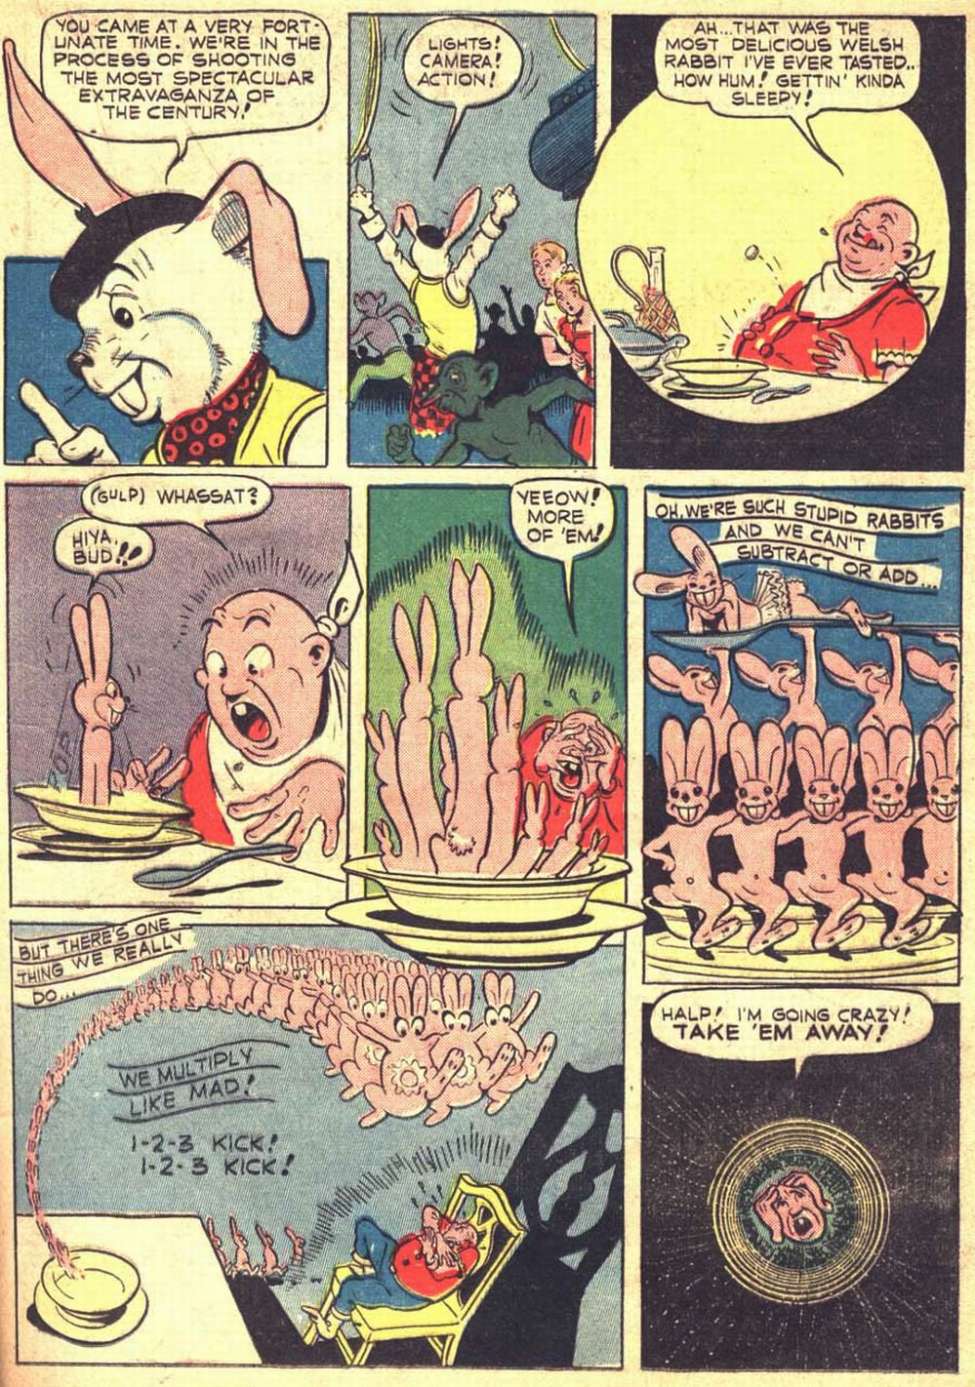 YOU CAME AT A VERY FORT-
UNATE TIME. WE'RE IN THE
PROCESS OF SHOOTING
THE MOST SPECTACULAR
EXTRAVAGANZA OF
THE CENTURY!
LIGHTS!
CAMERA!
ACTION!
AH...THAT WAS THE
MOST DELICIOUS WELSH
RABBIT I'VE EVER TASTED..
HOW HUM! GETTIN' KINDA
SLEEPY!
(GULP) WHASSAT?
HIYA,
BUD!!
POP
YEEOW!
MORE
OF 'EM!
OH, WE'RE SUCH STUPID RABBITS
AND WE CAN'T
SUBTRACT OR ADD...
BUT THERE'S ONE
THING WE REALLY
DO...
WE MULTIPLY
LIKE MAD!
1-2-3 KICK!
1-2-3 KICK!
HALP! I'M GOING CRAZY!
TAKE 'EM AWAY!